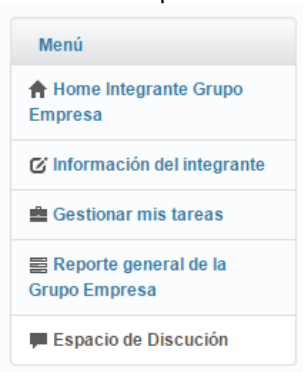 Menú
Home Integrante Grupo
Empresa
Información del integrante
Gestionar mis tareas
Reporte general de la
Grupo Empresa
Espacio de Discución